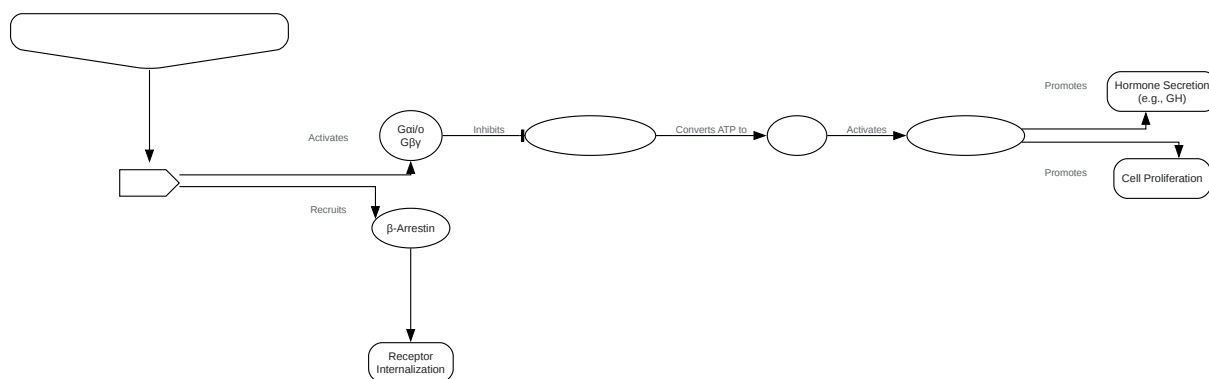 Promotes
Hormone Secretion
(e.g., GH)
Activates
Gαi/o
Gβγ
Inhibits
Converts ATP to
Activates
Promotes
Cell Proliferation
Recruits
β-Arrestin
Receptor
Internalization